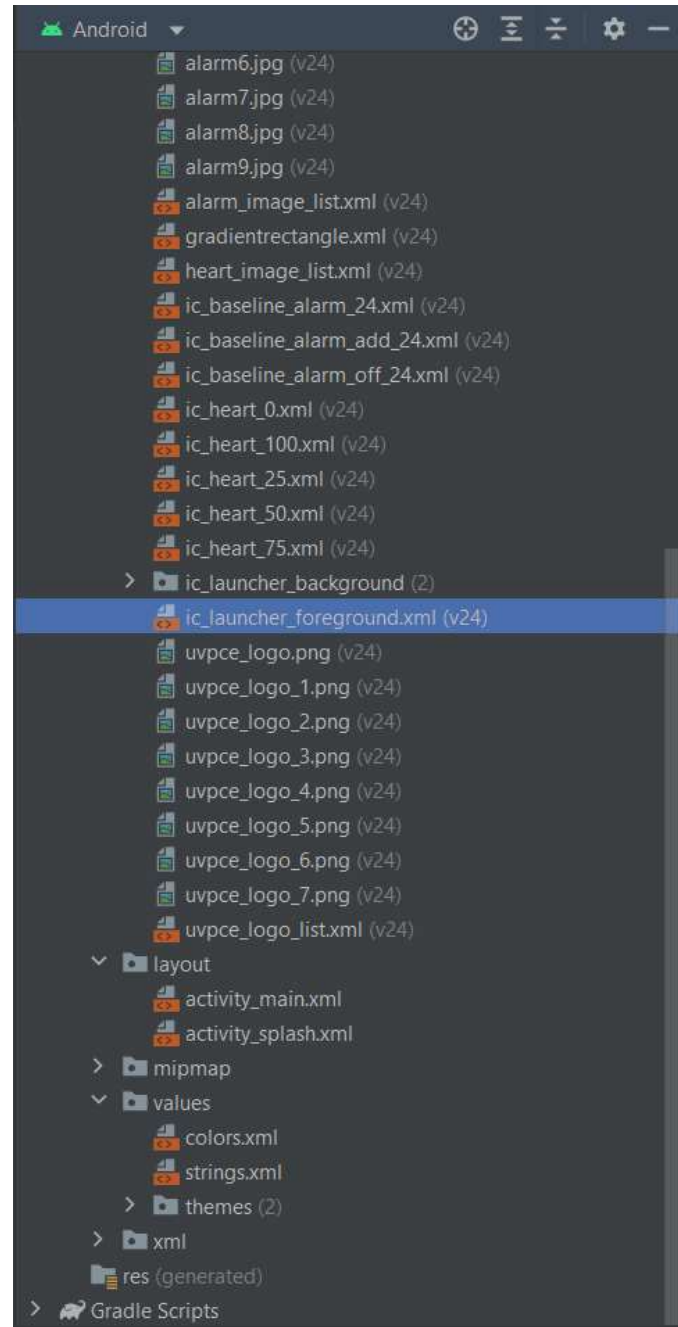 Android
alarm6.jpg (v24)
alarm7.jpg (v24)
alarm8.jpg (v24)
alarm9.jpg (v24)
alarm_image_list.xml (v24)
gradientrectangle.xml (v24)
heart_image_list.xml (v24)
ic_baseline_alarm_24.xml (v24)
ic_baseline_alarm_add_24.xml (v24)
ic_baseline_alarm_off_24.xml (v24)
ic_heart_0.xml (v24)
ic_heart_100.xml (v24)
ic_heart_25.xml (v24)
ic_heart_50.xml (v24)
ic_heart_75.xml (v24)
ic_launcher_background (2)
ic_launcher_foreground.xml (v24)
uvpce_logo.png (v24)
uvpce_logo_1.png (v24)
uvpce_logo_2.png (v24)
uvpce_logo_3.png (v24)
uvpce_logo_4.png (v24)
uvpce_logo_5.png (v24)
uvpce_logo_6.png (v24)
uvpce_logo_7.png (v24)
uvpce_logo_list.xml (v24)
layout
activity_main.xml
activity_splash.xml
mipmap
values
colors.xml
strings.xml
themes (2)
xml
res (generated)
Gradle Scripts